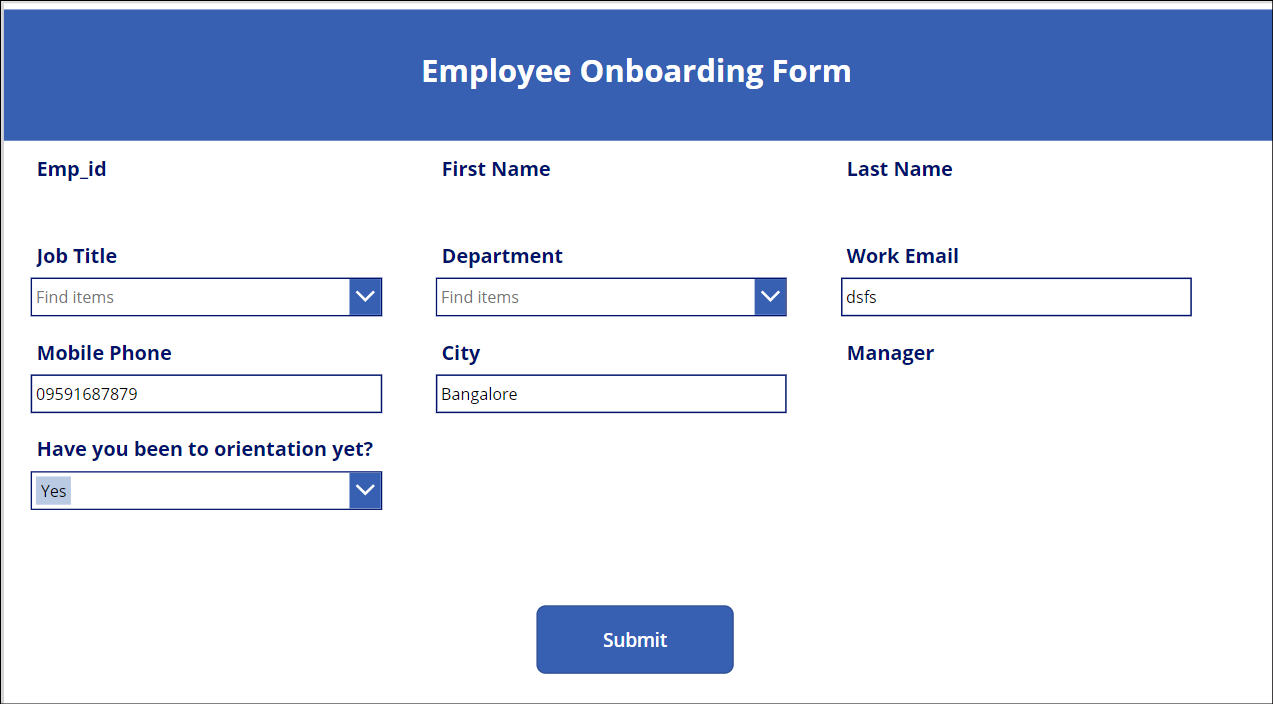 Employee Onboarding Form
Emp_id First Name Last Name
Job Title Department Work Email
Find items Find items dsfs
Mobile Phone City Manager
09591687879 Bangalore
Have you been to orientation yet?
Yes
Submit